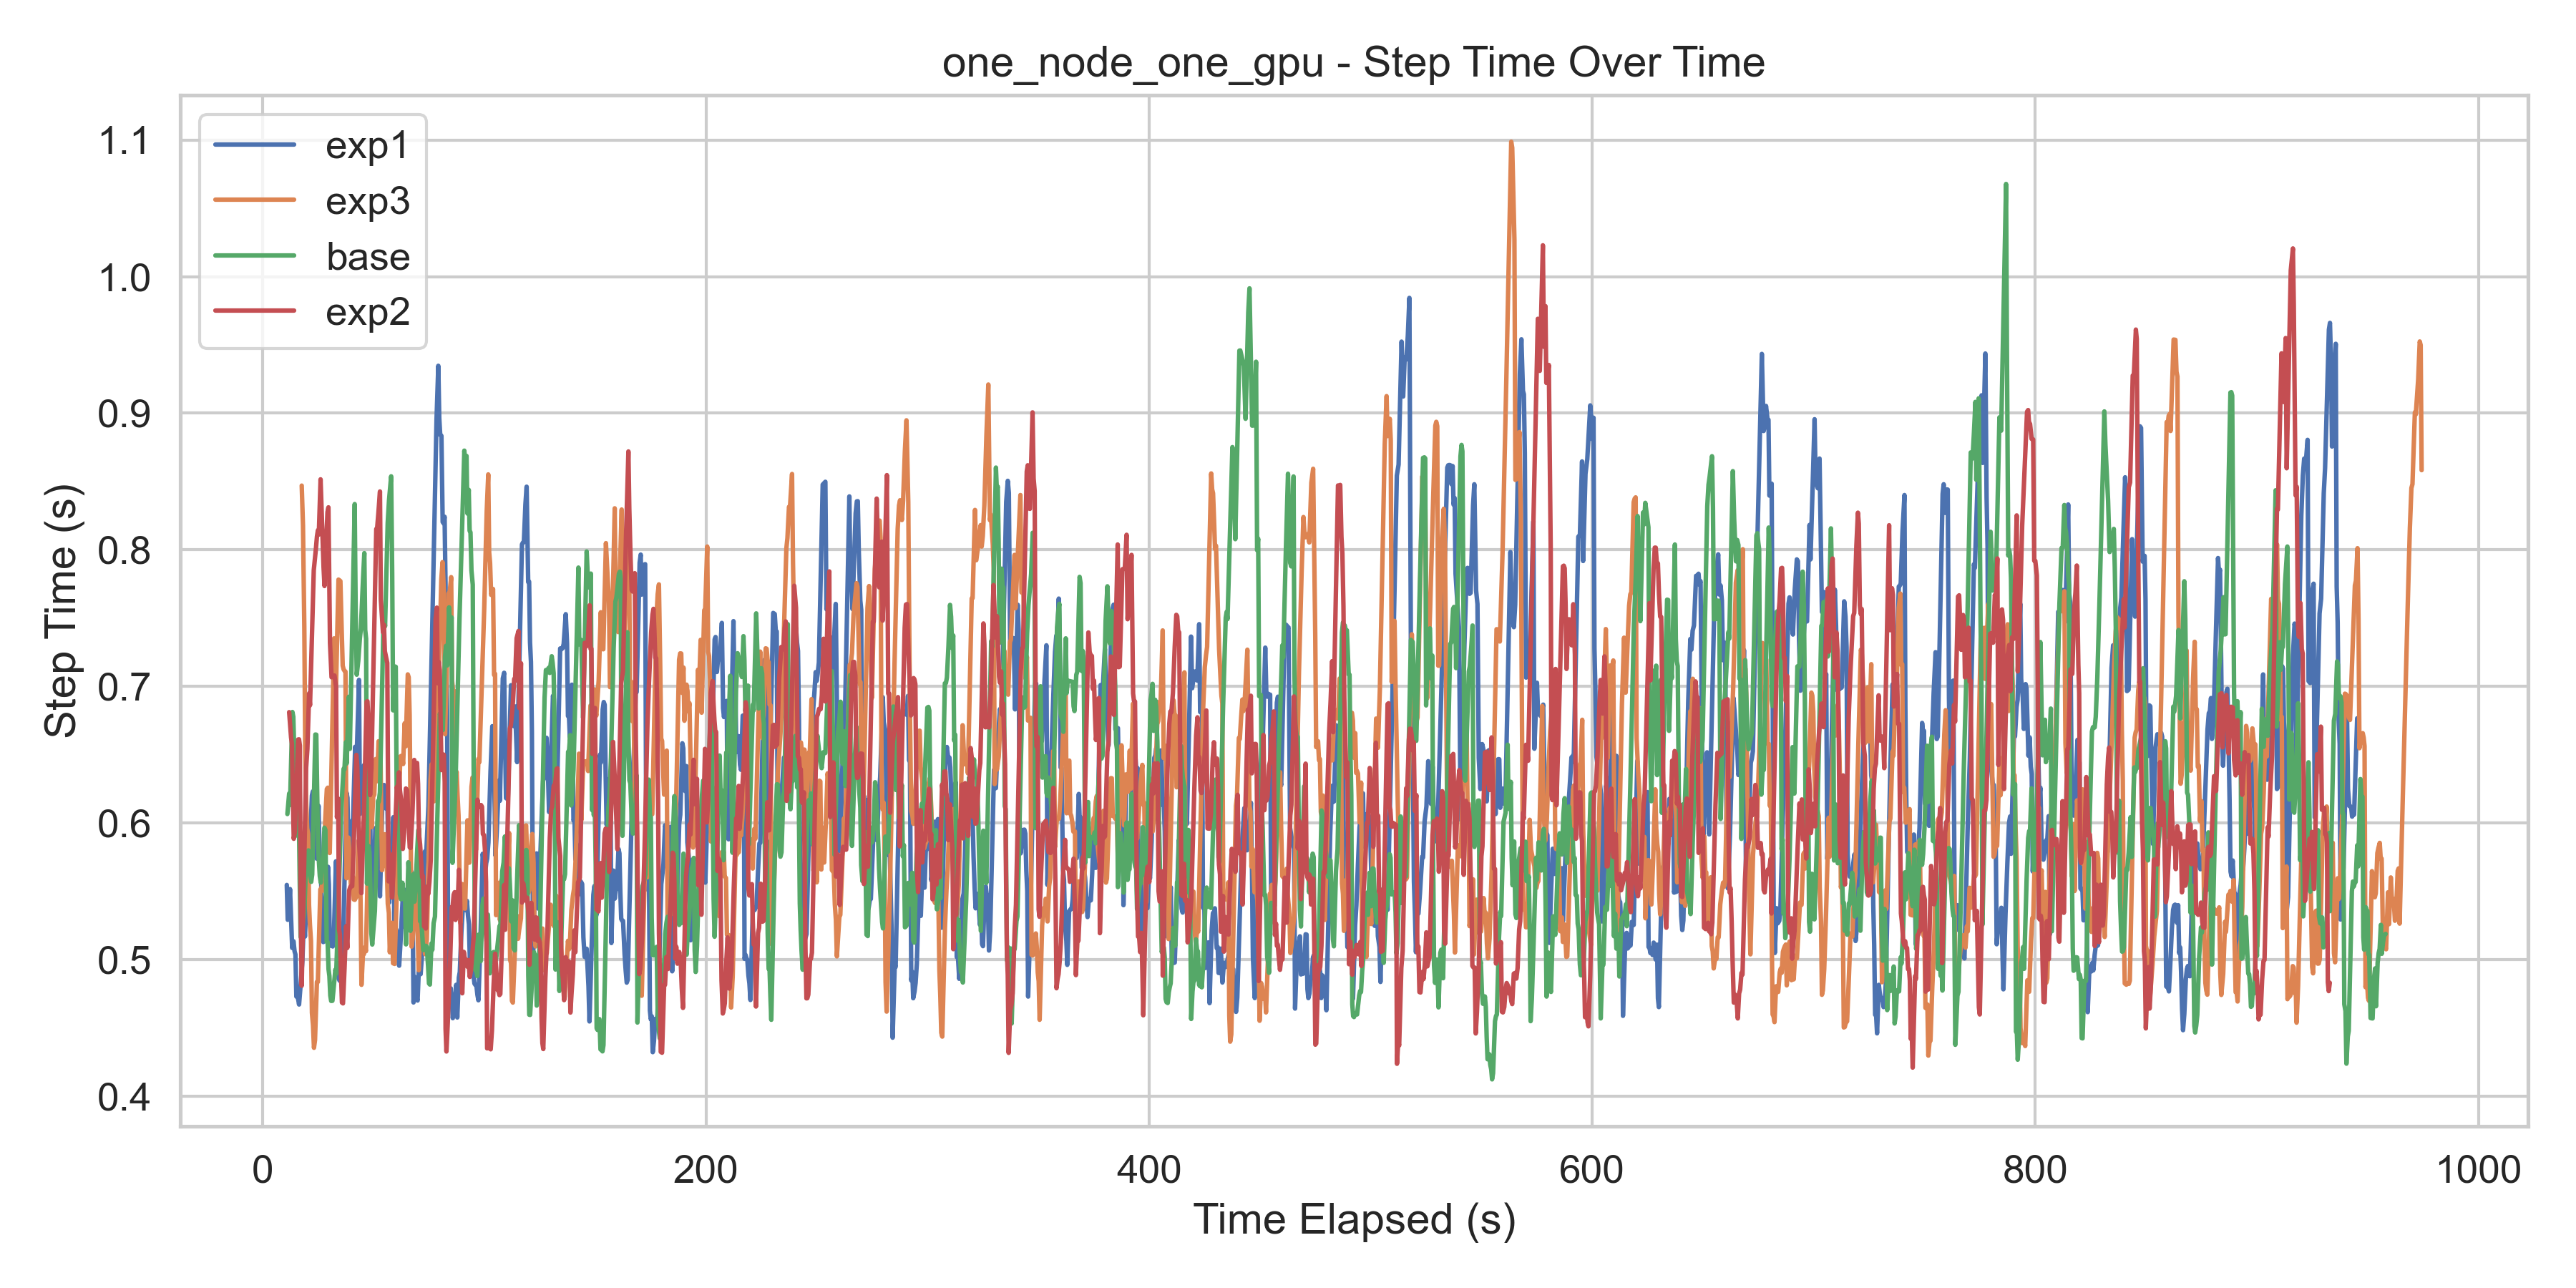 one_node_one_gpu - Step Time Over Time
exp1
exp3
base
exp2
Step Time (s)
1.1
1.0
0.9
0.8
0.7
0.6
0.5
0.4
0 200 400 600 800 1000
Time Elapsed (s)